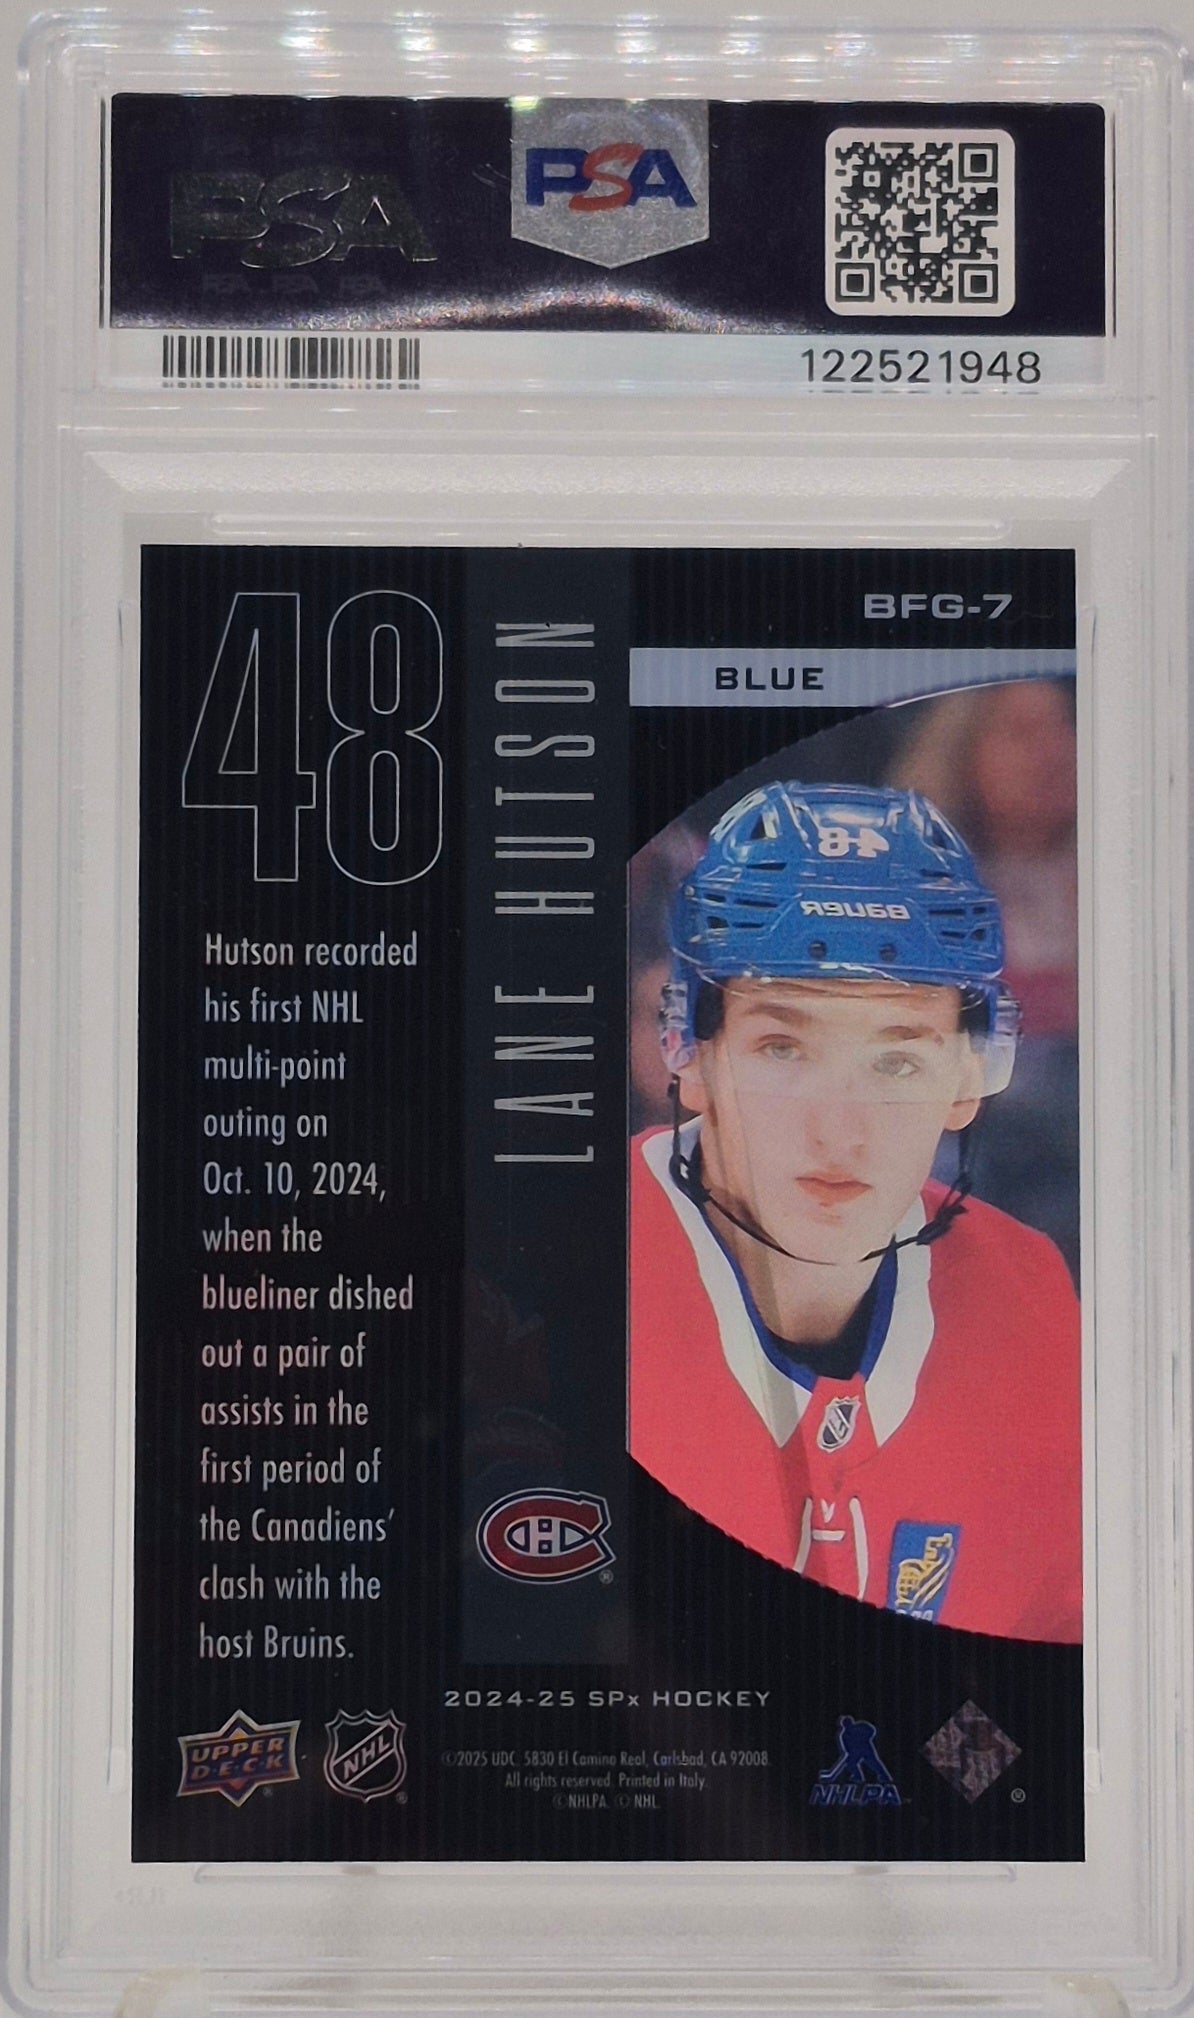 PSA
PSA
122521948
48
LANE HUTSON
BFG-7
BLUE
48
BAUER
Hutson recorded
his first NHL
multi-point
outing on
Oct. 10, 2024,
when the
blueliner dished
out a pair of
assists in the
first period of
the Canadiens'
clash with the
host Bruins.
CH
®
2024-25 SPx HOCKEY
UPPER
D•E•C•K
®
NHL
®
©2025 UDC. 5830 El Camino Real, Carlsbad, CA 92008.
All rights reserved. Printed in Italy.
©NHLPA. ©NHL.
NHLPA
®